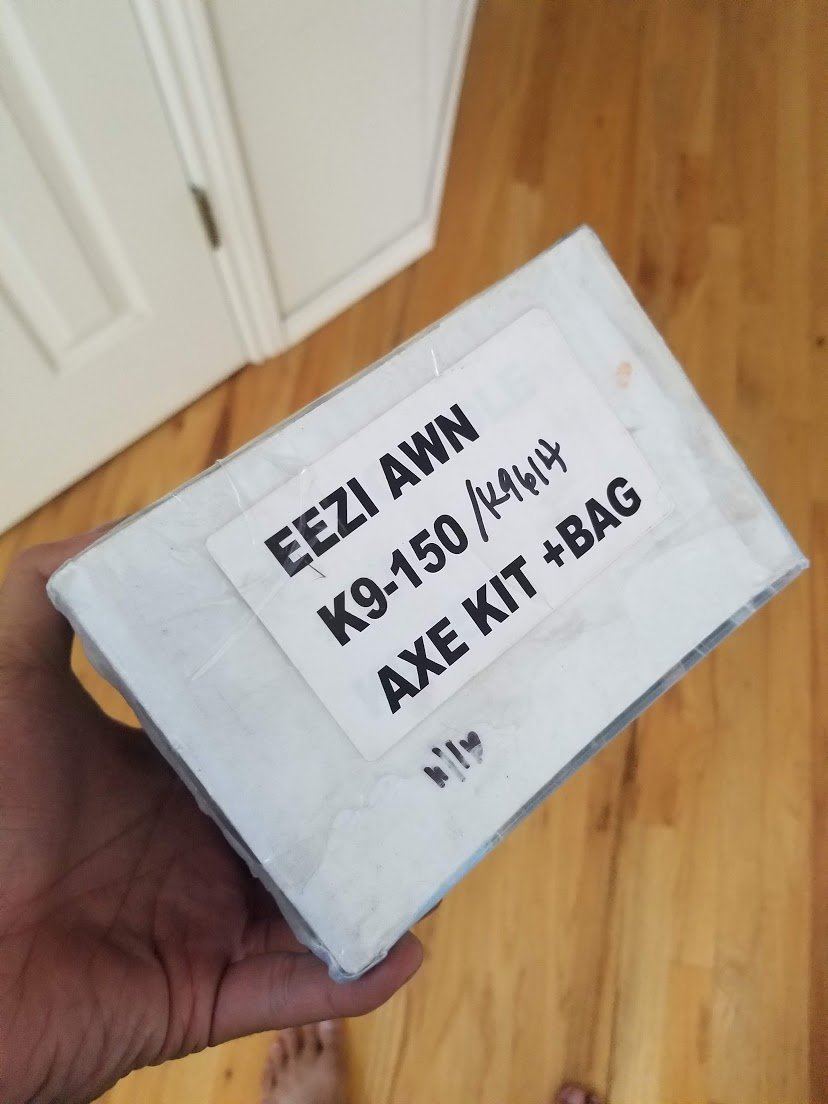 EEZI AWN
K9-150 /K9614
AXE KIT +BAG